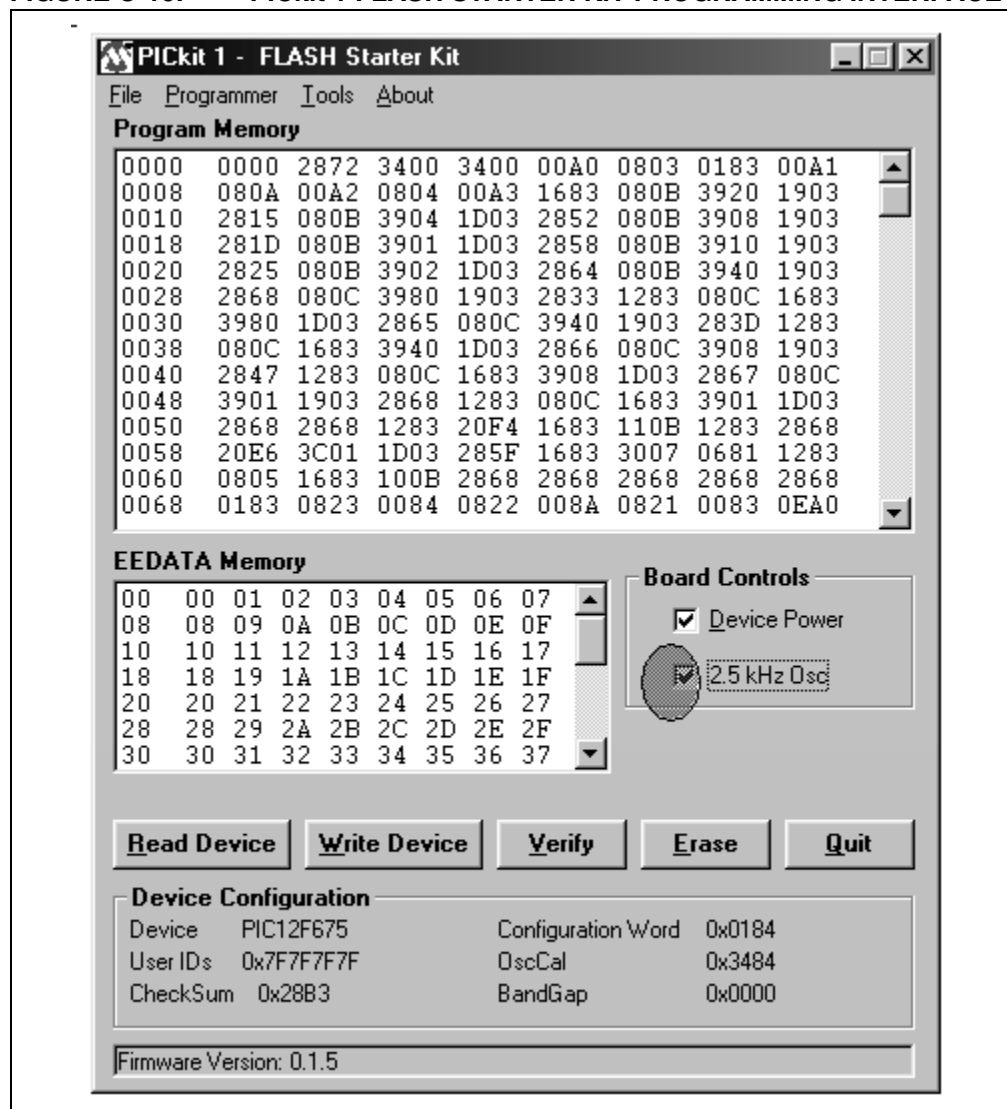 PICkit 1 - FLASH Starter Kit
File Programmer Tools About
Program Memory
0000 0000 2872 3400 3400 00A0 0803 0183 00A1
0008 080A 00A2 0804 00A3 1683 080B 3920 1903
0010 2815 080B 3904 1D03 2852 080B 3908 1903
0018 281D 080B 3901 1D03 2858 080B 3910 1903
0020 2825 080B 3902 1D03 2864 080B 3940 1903
0028 2868 080C 3980 1903 2833 1283 080C 1683
0030 3980 1D03 2865 080C 3940 1903 283D 1283
0038 080C 1683 3940 1D03 2866 080C 3908 1903
0040 2847 1283 080C 1683 3908 1D03 2867 080C
0048 3901 1903 2868 1283 080C 1683 3901 1D03
0050 2868 2868 1283 20F4 1683 110B 1283 2868
0058 20E6 3C01 1D03 285F 1683 3007 0681 1283
0060 0805 1683 100B 2868 2868 2868 2868 2868
0068 0183 0823 0084 0822 008A 0821 0083 0EA0
EEDATA Memory
00 00 01 02 03 04 05 06 07
08 08 09 0A 0B 0C 0D 0E 0F
10 10 11 12 13 14 15 16 17
18 18 19 1A 1B 1C 1D 1E 1F
20 20 21 22 23 24 25 26 27
28 28 29 2A 2B 2C 2D 2E 2F
30 30 31 32 33 34 35 36 37
Board Controls
Device Power
2.5 kHz Osc
Read Device Write Device Verify Erase Quit
Device Configuration
Device PIC12F675 Configuration Word 0x0184
User IDs 0x7F7F7F7F OscCal 0x3484
CheckSum 0x28B3 BandGap 0x0000
Firmware Version: 0.1.5